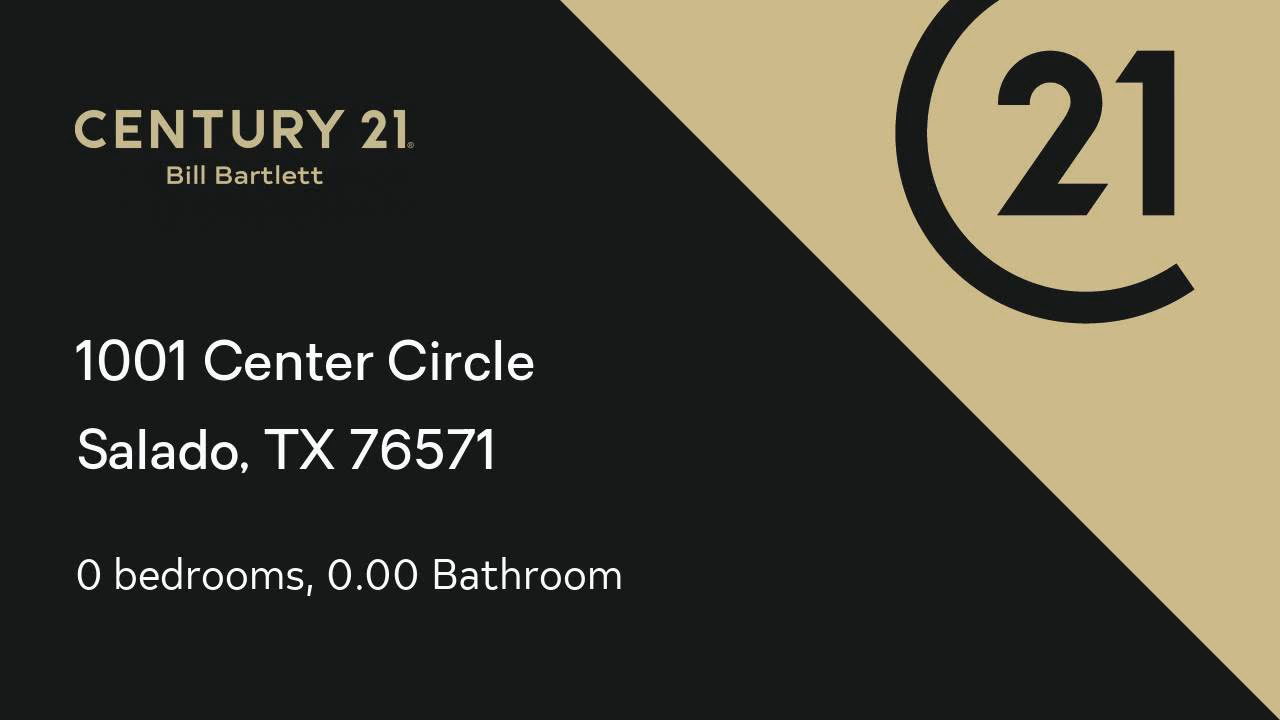 CENTURY 21®
Bill Bartlett
21
1001 Center Circle
Salado, TX 76571
0 bedrooms, 0.00 Bathroom